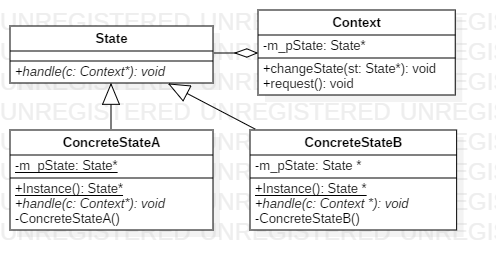 UNREGISTERED UNREGISTERED UNREGISTERED
State
+handle(c: Context*): void
Context
-m_pState: State*
+changeState(st: State*): void
+request(): void
ConcreteStateA
-m_pState: State*
+Instance(): State*
+handle(c: Context*): void
-ConcreteStateA()
ConcreteStateB
-m_pState: State *
+Instance(): State *
+handle(c: Context *): void
-ConcreteStateB()